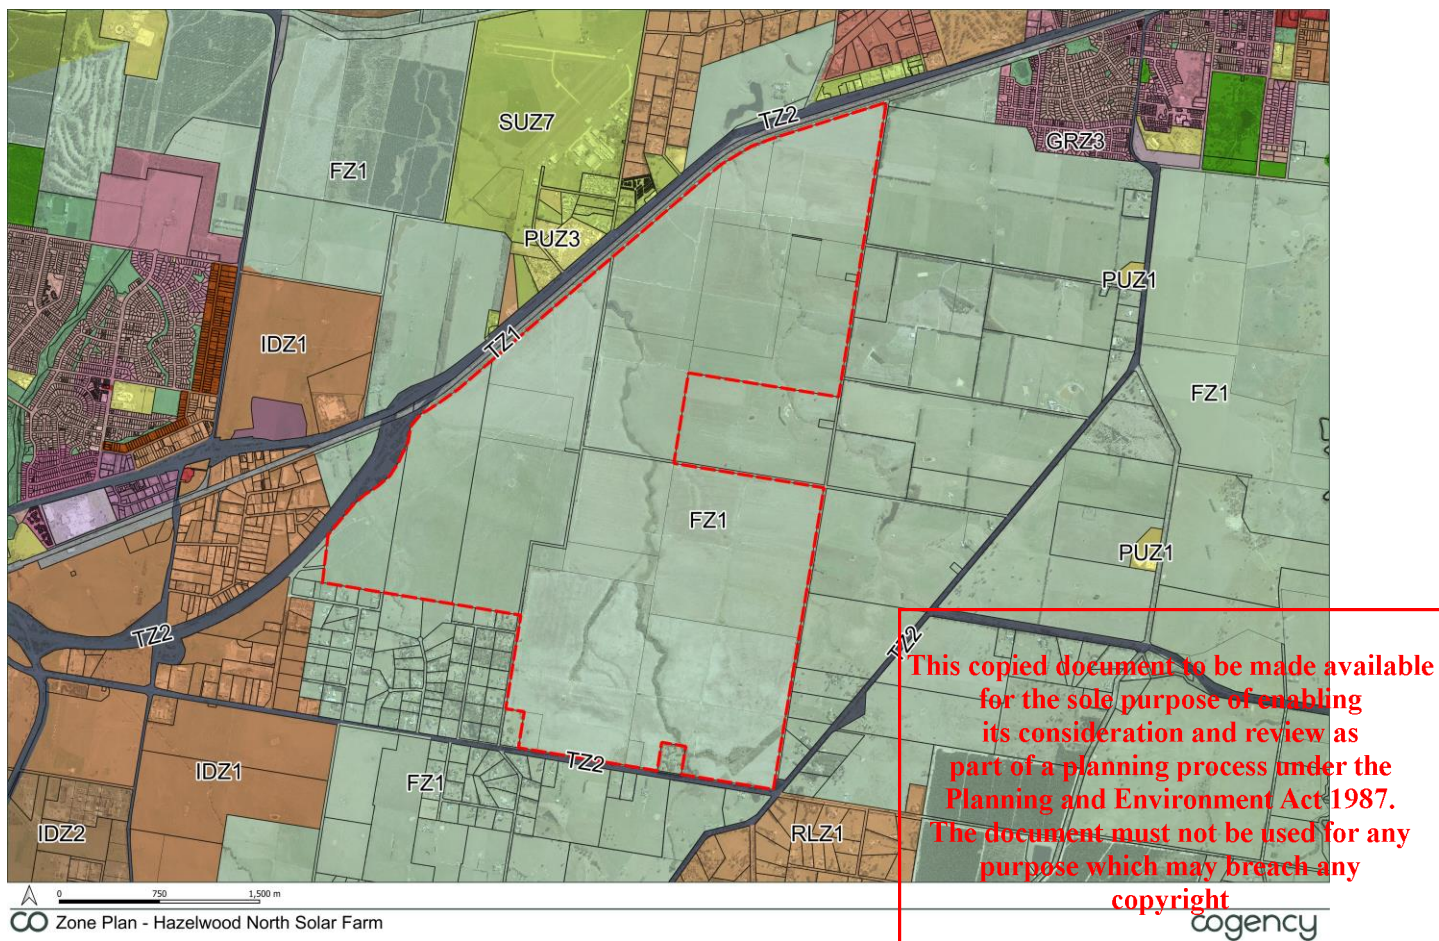 TZ2
SUZ7
GRZ3
FZ1
PUZ3
PUZ1
TZ1
IDZ1
FZ1
FZ1
PUZ1
TZ2
TZ2
TZ2
IDZ1
FZ1
IDZ2
RLZ1
This copied document to be made available
for the sole purpose of enabling
its consideration and review as
part of a planning process under the
Planning and Environment Act 1987.
The document must not be used for any
purpose which may breach any
copyright
0 750 1,500 m
CO Zone Plan - Hazelwood North Solar Farm
cogency